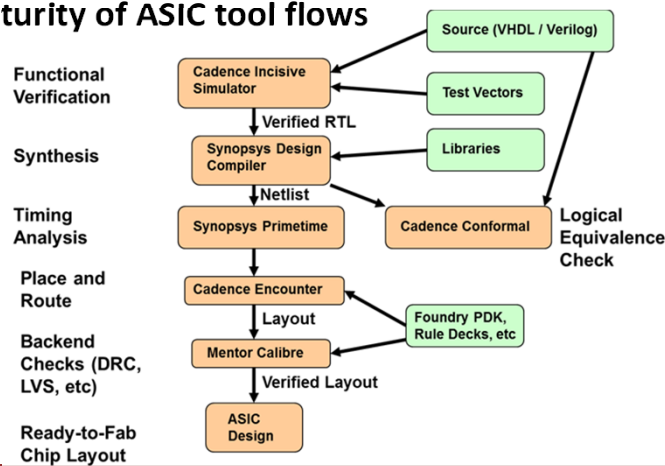 turity of ASIC tool flows
Source (VHDL / Verilog)
Functional
Verification
Cadence Incisive
Simulator
Test Vectors
Verified RTL
Synthesis
Synopsys Design
Compiler
Libraries
Netlist
Timing
Analysis
Synopsys Primetime
Cadence Conformal
Logical
Equivalence
Check
Place and
Route
Cadence Encounter
Layout
Foundry PDK,
Rule Decks, etc
Backend
Checks (DRC,
LVS, etc)
Mentor Calibre
Verified Layout
ASIC
Design
Ready-to-Fab
Chip Layout